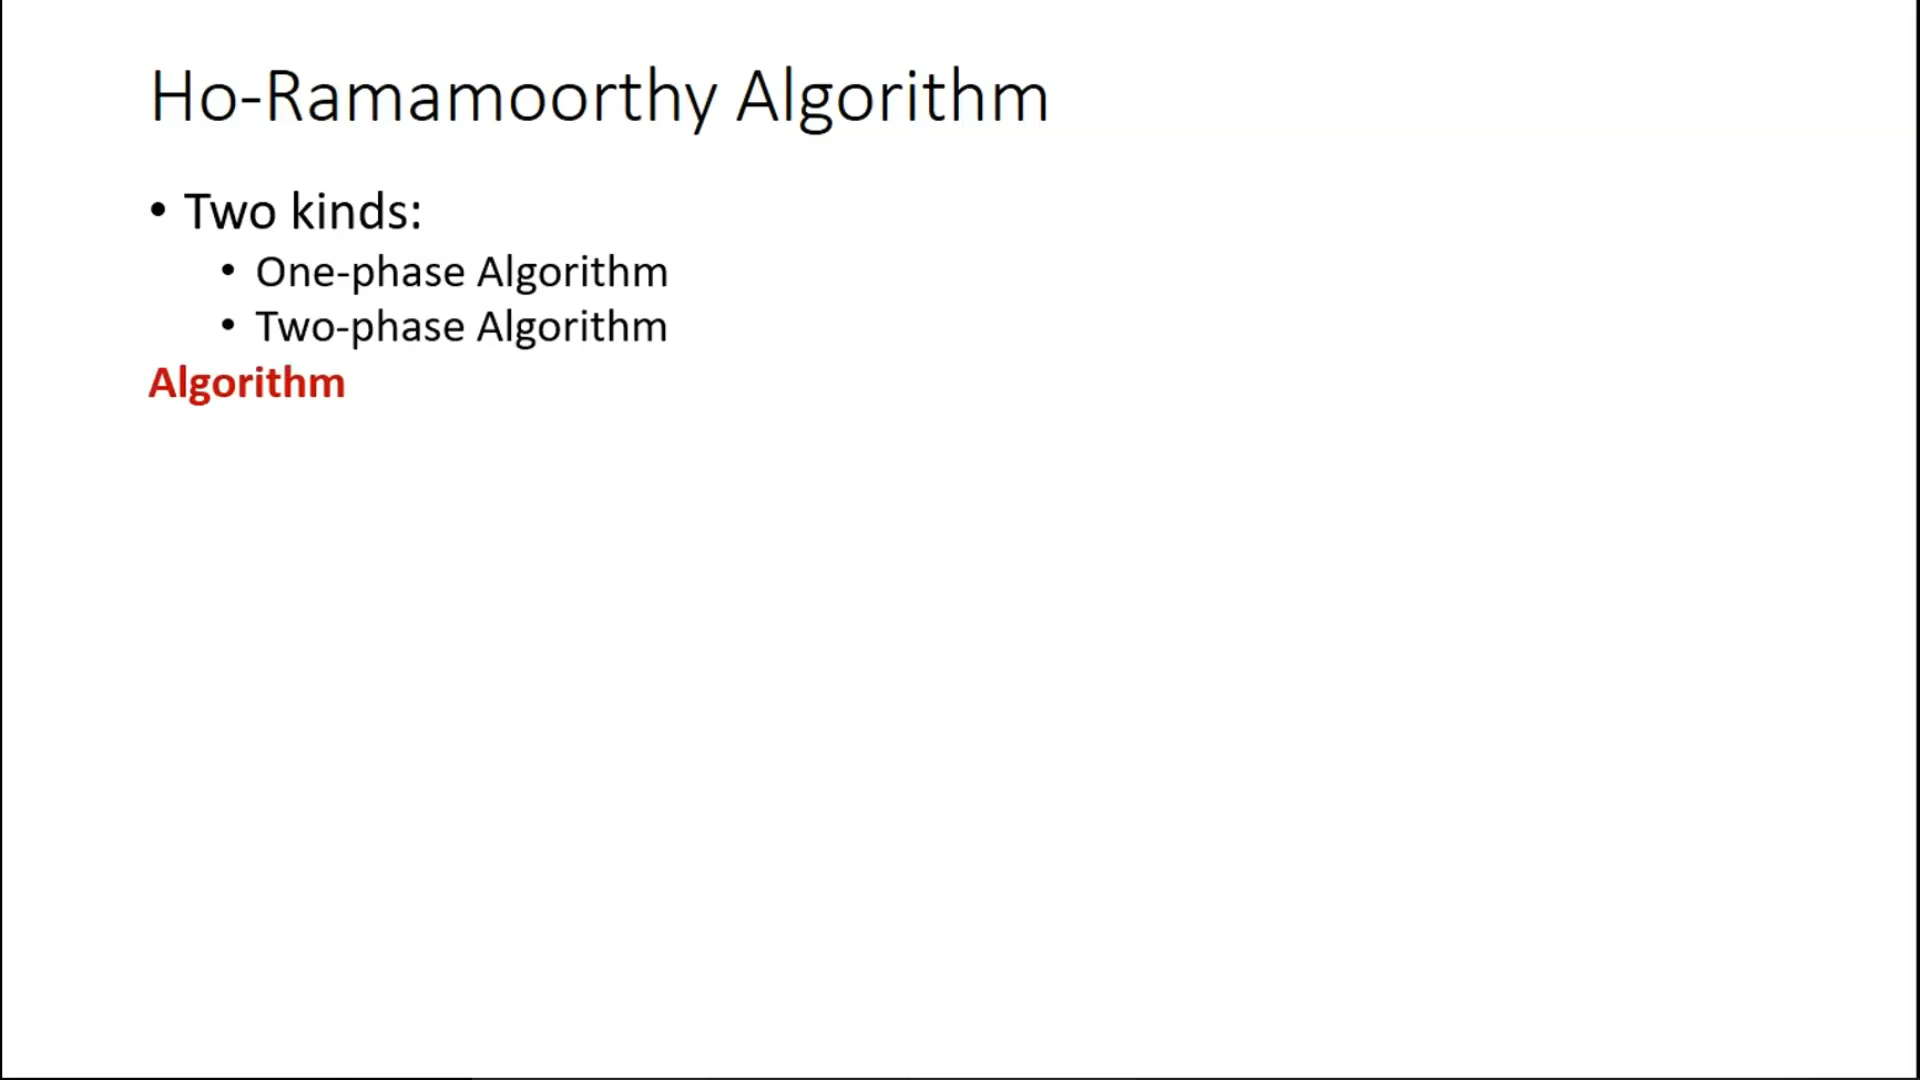 Ho-Ramamoorthy Algorithm
• Two kinds:
• One-phase Algorithm
• Two-phase Algorithm
Algorithm